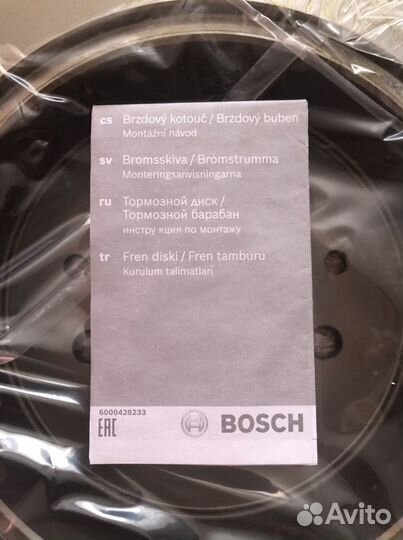 cs Brzdový kotouč / Brzdový buben
Montážní návod
sv Bromsskiva / Bromstrumma
Monteringsanvisningarna
ru Тормозной диск /
Тормозной барабан
инстру кция по монтажу
tr Fren diski / Fren tamburu
Kurulum talimatlari
6000428233
EAC
BOSCH
Avito